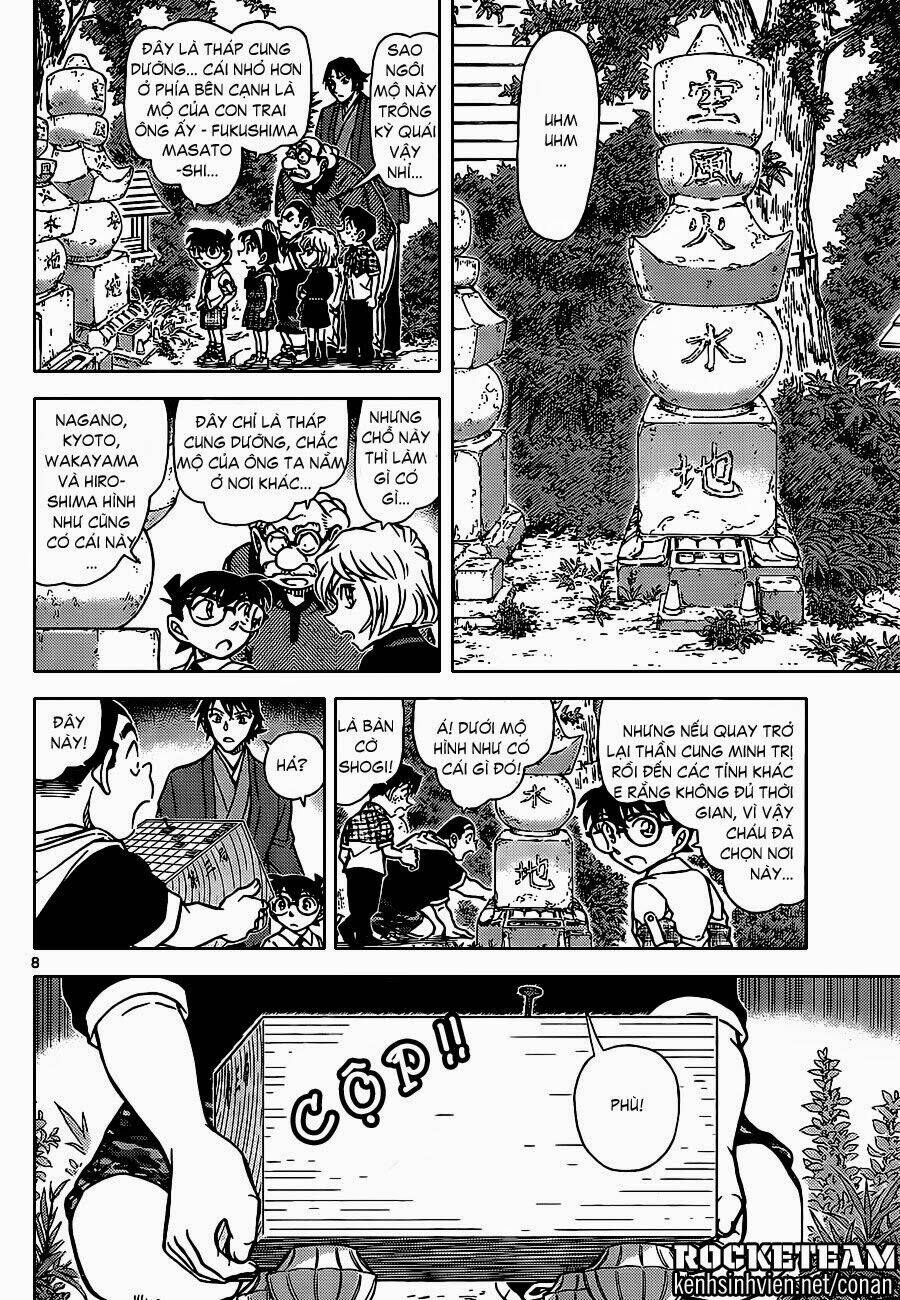 SAO
NGÔI
MỘ NÀY
TRÔNG
KỲ QUÁI
VẬY
NHỈ...
ĐÂY LÀ THÁP CUNG
DƯỠNG... CÁI NHỎ HƠN
Ở PHÍA BÊN CẠNH LÀ
MỘ CỦA CON TRAI
ÔNG ẤY - FUKUSHIMA
MASATO
-SHI...
UHM
UHM
...
空
風
火
水
地
NAGANO,
KYOTO,
WAKAYAMA
VÀ HIRO-
SHIMA HÌNH
NHƯ CŨNG
CÓ CÁI NÀY
...
ĐÂY CHỈ LÀ THÁP
CUNG DƯỠNG, CHẮC
MỘ CỦA ÔNG TA NẰM
Ở NƠI KHÁC...
NHƯNG
CHỖ NÀY
THÌ LÀM
GÌ CÓ
GÌ...
ĐÂY
NÀY!
HẢ?
LÀ BÀN
CỜ
SHOGI!
Á! DƯỚI MỘ
HÌNH NHƯ CÓ
CÁI GÌ ĐÓ!
水
地
NHƯNG NẾU QUAY TRỞ
LẠI THẦN CUNG MINH TRỊ
RỒI ĐẾN CÁC TỈNH KHÁC
E RẰNG KHÔNG ĐỦ THỜI
GIAN, VÌ VẬY
CHÁU ĐÃ
CHỌN NƠI
NÀY...
8
CỘP!!
PHÙ!
ROCKETEAM
kenhsinhvien.net/conan